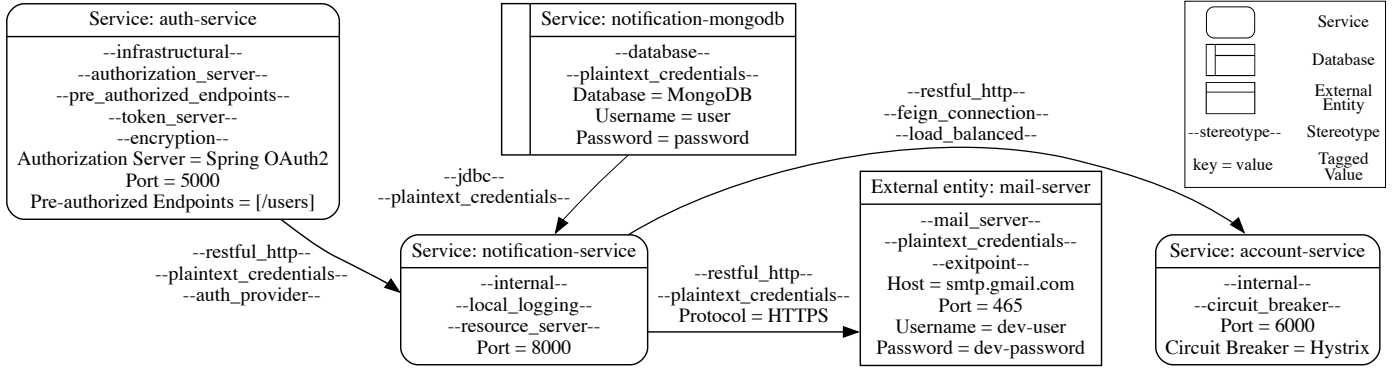 Service: auth-service
--infrastructural--
--authorization_server--
--pre_authorized_endpoints--
--token_server--
--encryption--
Authorization Server = Spring OAuth2
Port = 5000
Pre-authorized Endpoints = [/users]
Service: notification-mongodb
--database--
--plaintext_credentials--
Database = MongoDB
Username = user
Password = password
--restful_http--
--feign_connection--
--load_balanced--
Service
Database
External
Entity
--stereotype--
Stereotype
key = value
Tagged
Value
--jdbc--
--plaintext_credentials--
--restful_http--
--plaintext_credentials--
--auth_provider--
Service: notification-service
--internal--
--local_logging--
--resource_server--
Port = 8000
--restful_http--
--plaintext_credentials--
Protocol = HTTPS
External entity: mail-server
--mail_server--
--plaintext_credentials--
--exitpoint--
Host = smtp.gmail.com
Port = 465
Username = dev-user
Password = dev-password
Service: account-service
--internal--
--circuit_breaker--
Port = 6000
Circuit Breaker = Hystrix